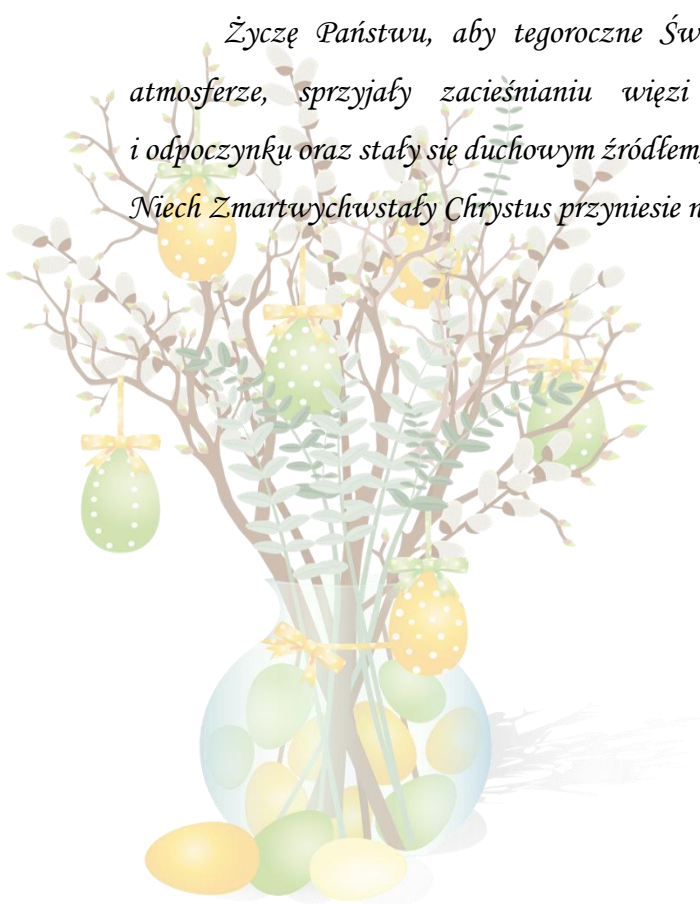 Życzę Państwu, aby tegoroczne Św
atmosferze, sprzyjały zacieśnianiu więzi
i odpoczynku oraz stały się duchowym źródłem,
Niech Zmartwychwstały Chrystus przyniesie n